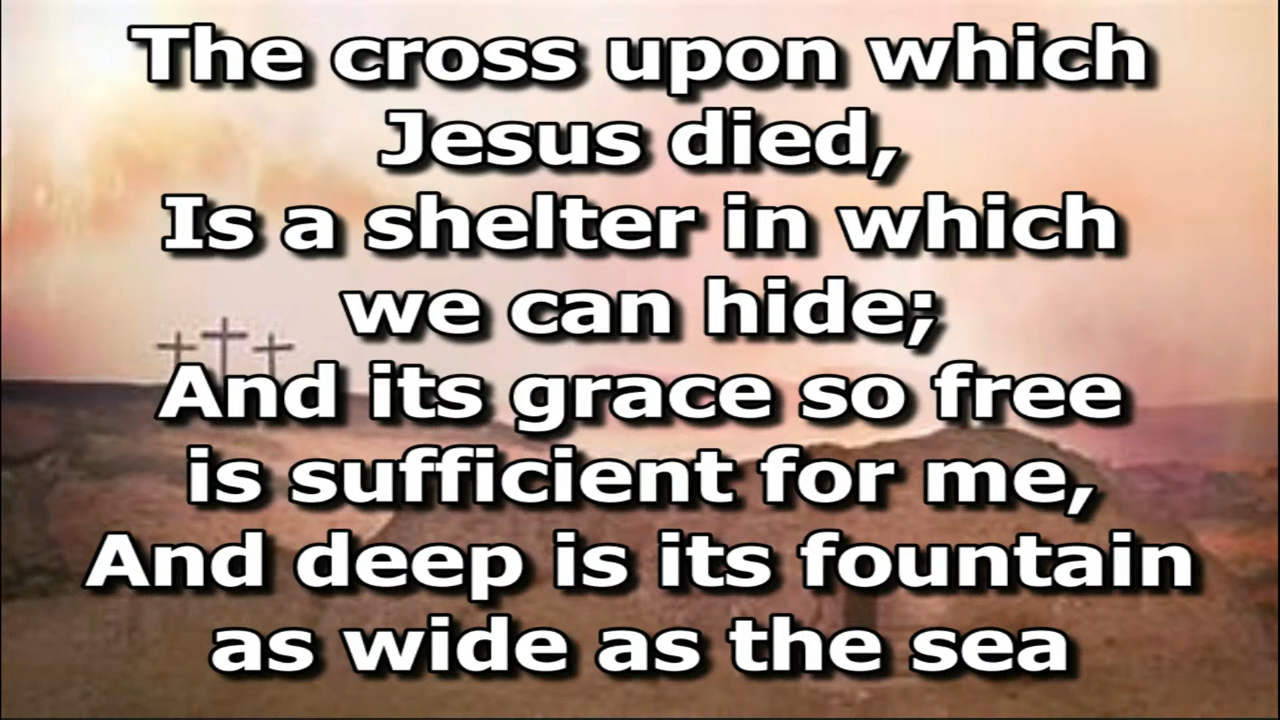 The cross upon which
Jesus died,
Is a shelter in which
we can hide;
And its grace so free
is sufficient for me,
And deep is its fountain
as wide as the sea